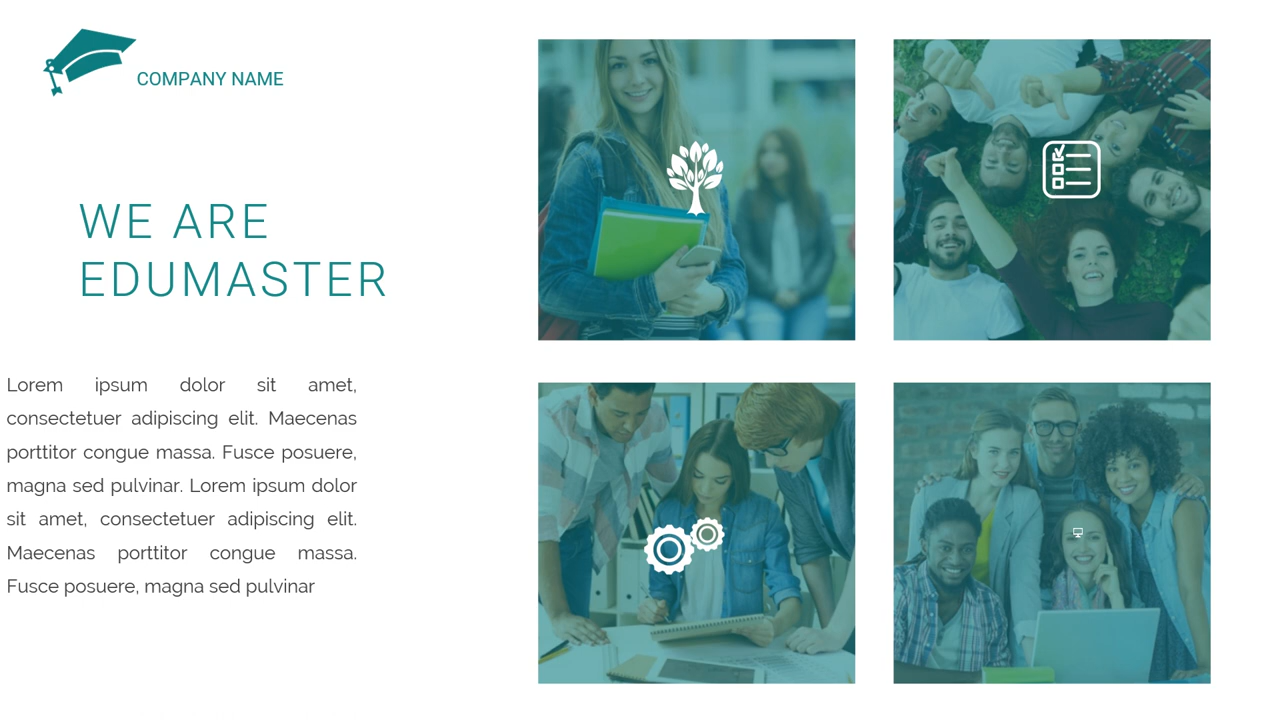 COMPANY NAME
WE ARE
EDUMASTER
Lorem ipsum dolor sit amet,
consectetuer adipiscing elit. Maecenas
porttitor congue massa. Fusce posuere,
magna sed pulvinar. Lorem ipsum dolor
sit amet, consectetuer adipiscing elit.
Maecenas porttitor congue massa.
Fusce posuere, magna sed pulvinar